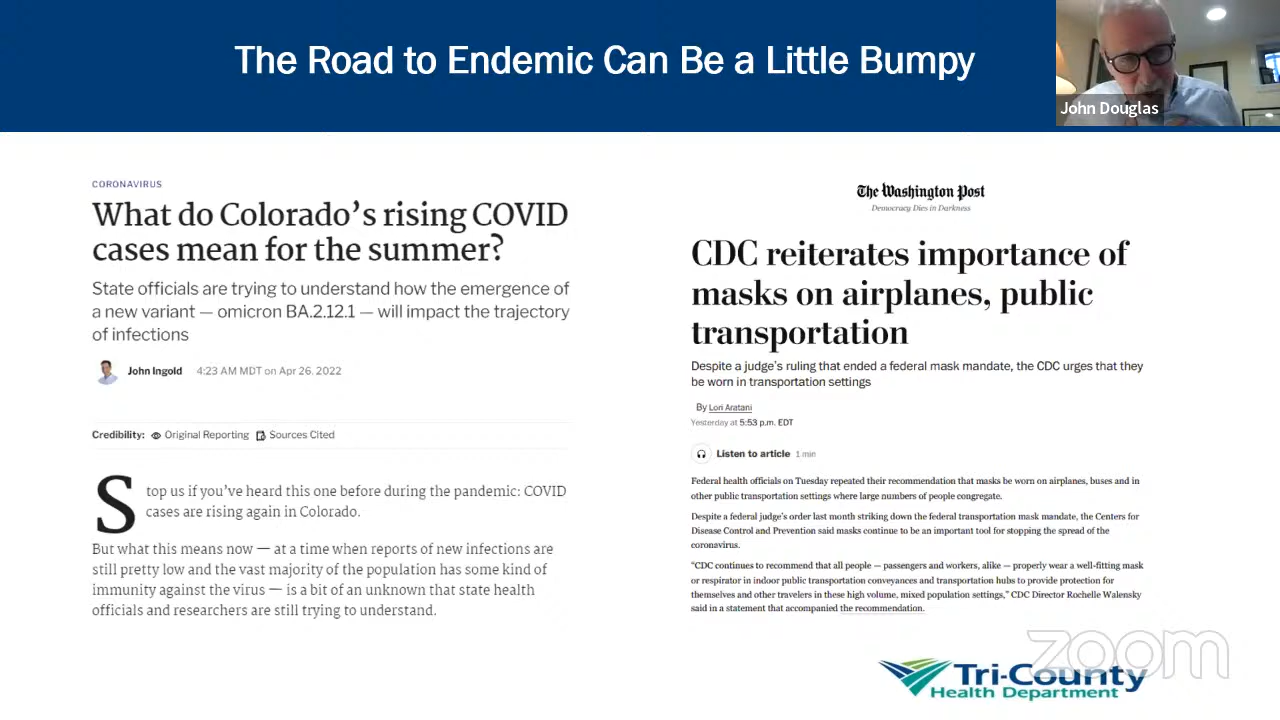 The Road to Endemic Can Be a Little Bumpy
John Douglas
CORONAVIRUS
What do Colorado’s rising COVID
cases mean for the summer?
State officials are trying to understand how the emergence of
a new variant — omicron BA.2.12.1 — will impact the trajectory
of infections
John Ingold 4:23 AM MDT on Apr 26, 2022
Credibility: Original Reporting Sources Cited
Stop us if you’ve heard this one before during the pandemic: COVID
cases are rising again in Colorado.
But what this means now — at a time when reports of new infections are
still pretty low and the vast majority of the population has some kind of
immunity against the virus — is a bit of an unknown that state health
officials and researchers are still trying to understand.
The Washington Post
Democracy Dies in Darkness
CDC reiterates importance of
masks on airplanes, public
transportation
Despite a judge’s ruling that ended a federal mask mandate, the CDC urges that they
be worn in transportation settings
By Lori Aratani
Yesterday at 5:53 p.m. EDT
Listen to article 1 min
Federal health officials on Tuesday repeated their recommendation that masks be worn on airplanes, buses and in
other public transportation settings where large numbers of people congregate.
Despite a federal judge’s order last month striking down the federal transportation mask mandate, the Centers for
Disease Control and Prevention said masks continue to be an important tool for stopping the spread of the
coronavirus.
“CDC continues to recommend that all people — passengers and workers, alike — properly wear a well-fitting mask
or respirator in indoor public transportation conveyances and transportation hubs to provide protection for
themselves and other travelers in these high volume, mixed population settings,” CDC Director Rochelle Walensky
said in a statement that accompanied the recommendation.
zoom
Tri-County
Health Department